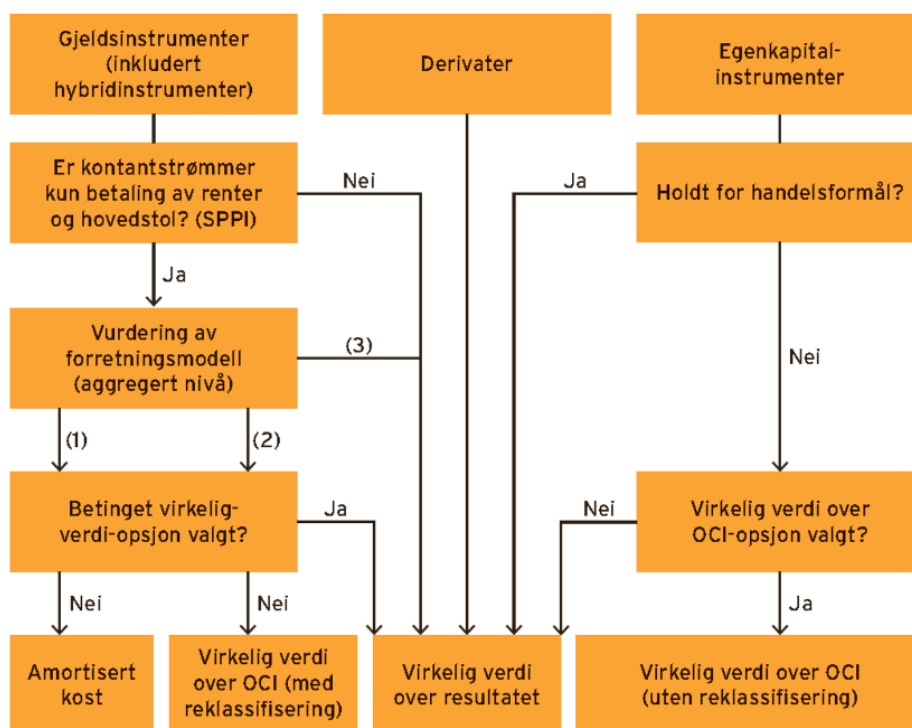 Gjeldsinstrumenter
(inkludert
hybridinstrumenter)
Derivater
Egenkapital-
instrumenter
Er kontantstrømmer
kun betaling av renter
og hovedstol? (SPPI)
Nei
Ja
Holdt for handelsformål?
Ja
Vurdering av
forretningsmodell
(aggregert nivå)
(3)
Nei
(1)
(2)
Betinget virkelig-
verdi-opsjon valgt?
Ja
Nei
Virkelig verdi over
OCI-opsjon valgt?
Nei
Nei
Ja
Amortisert
kost
Virkelig verdi
over OCI (med
reklassifisering)
Virkelig verdi
over resultatet
Virkelig verdi over OCI
(uten reklassifisering)